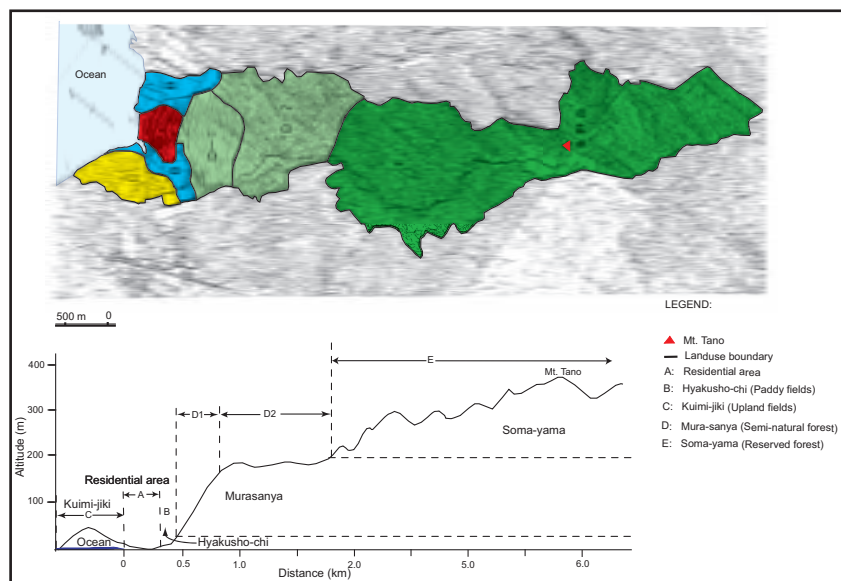 Ocean
500 m 0
LEGEND:
Mt. Tano
Landuse boundary
A: Residential area
B: Hyakusho-chi (Paddy fields)
C: Kuimi-jiki (Upland fields)
D: Mura-sanya (Semi-natural forest)
E: Soma-yama (Reserved forest)
Altitude (m)
400
300
200
100
E
Mt. Tano
D1
D2
Soma-yama
Residential area
A
Murasanya
Kuimi-jiki
C
B
Ocean
Hyakusho-chi
0 0.5 1.0 2.0 5.0 6.0
Distance (km)